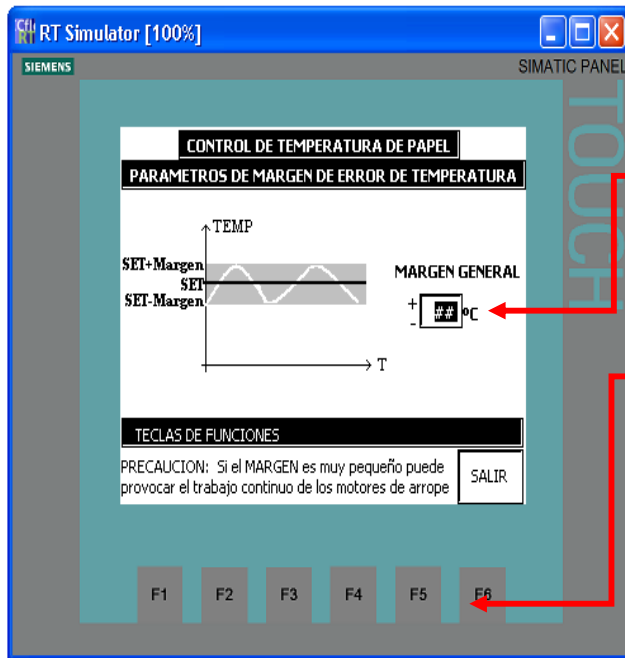 RT Simulator [100%]
SIEMENS
SIMATIC PANEL
TOUCH
CONTROL DE TEMPERATURA DE PAPEL
PARAMETROS DE MARGEN DE ERROR DE TEMPERATURA
TEMP
SET+Margen
SET
SET-Margen
T
MARGEN GENERAL
+
- ## ºC
TECLAS DE FUNCIONES
PRECAUCION: Si el MARGEN es muy pequeño puede
provocar el trabajo continuo de los motores de arrope
SALIR
F1 F2 F3 F4 F5 F6